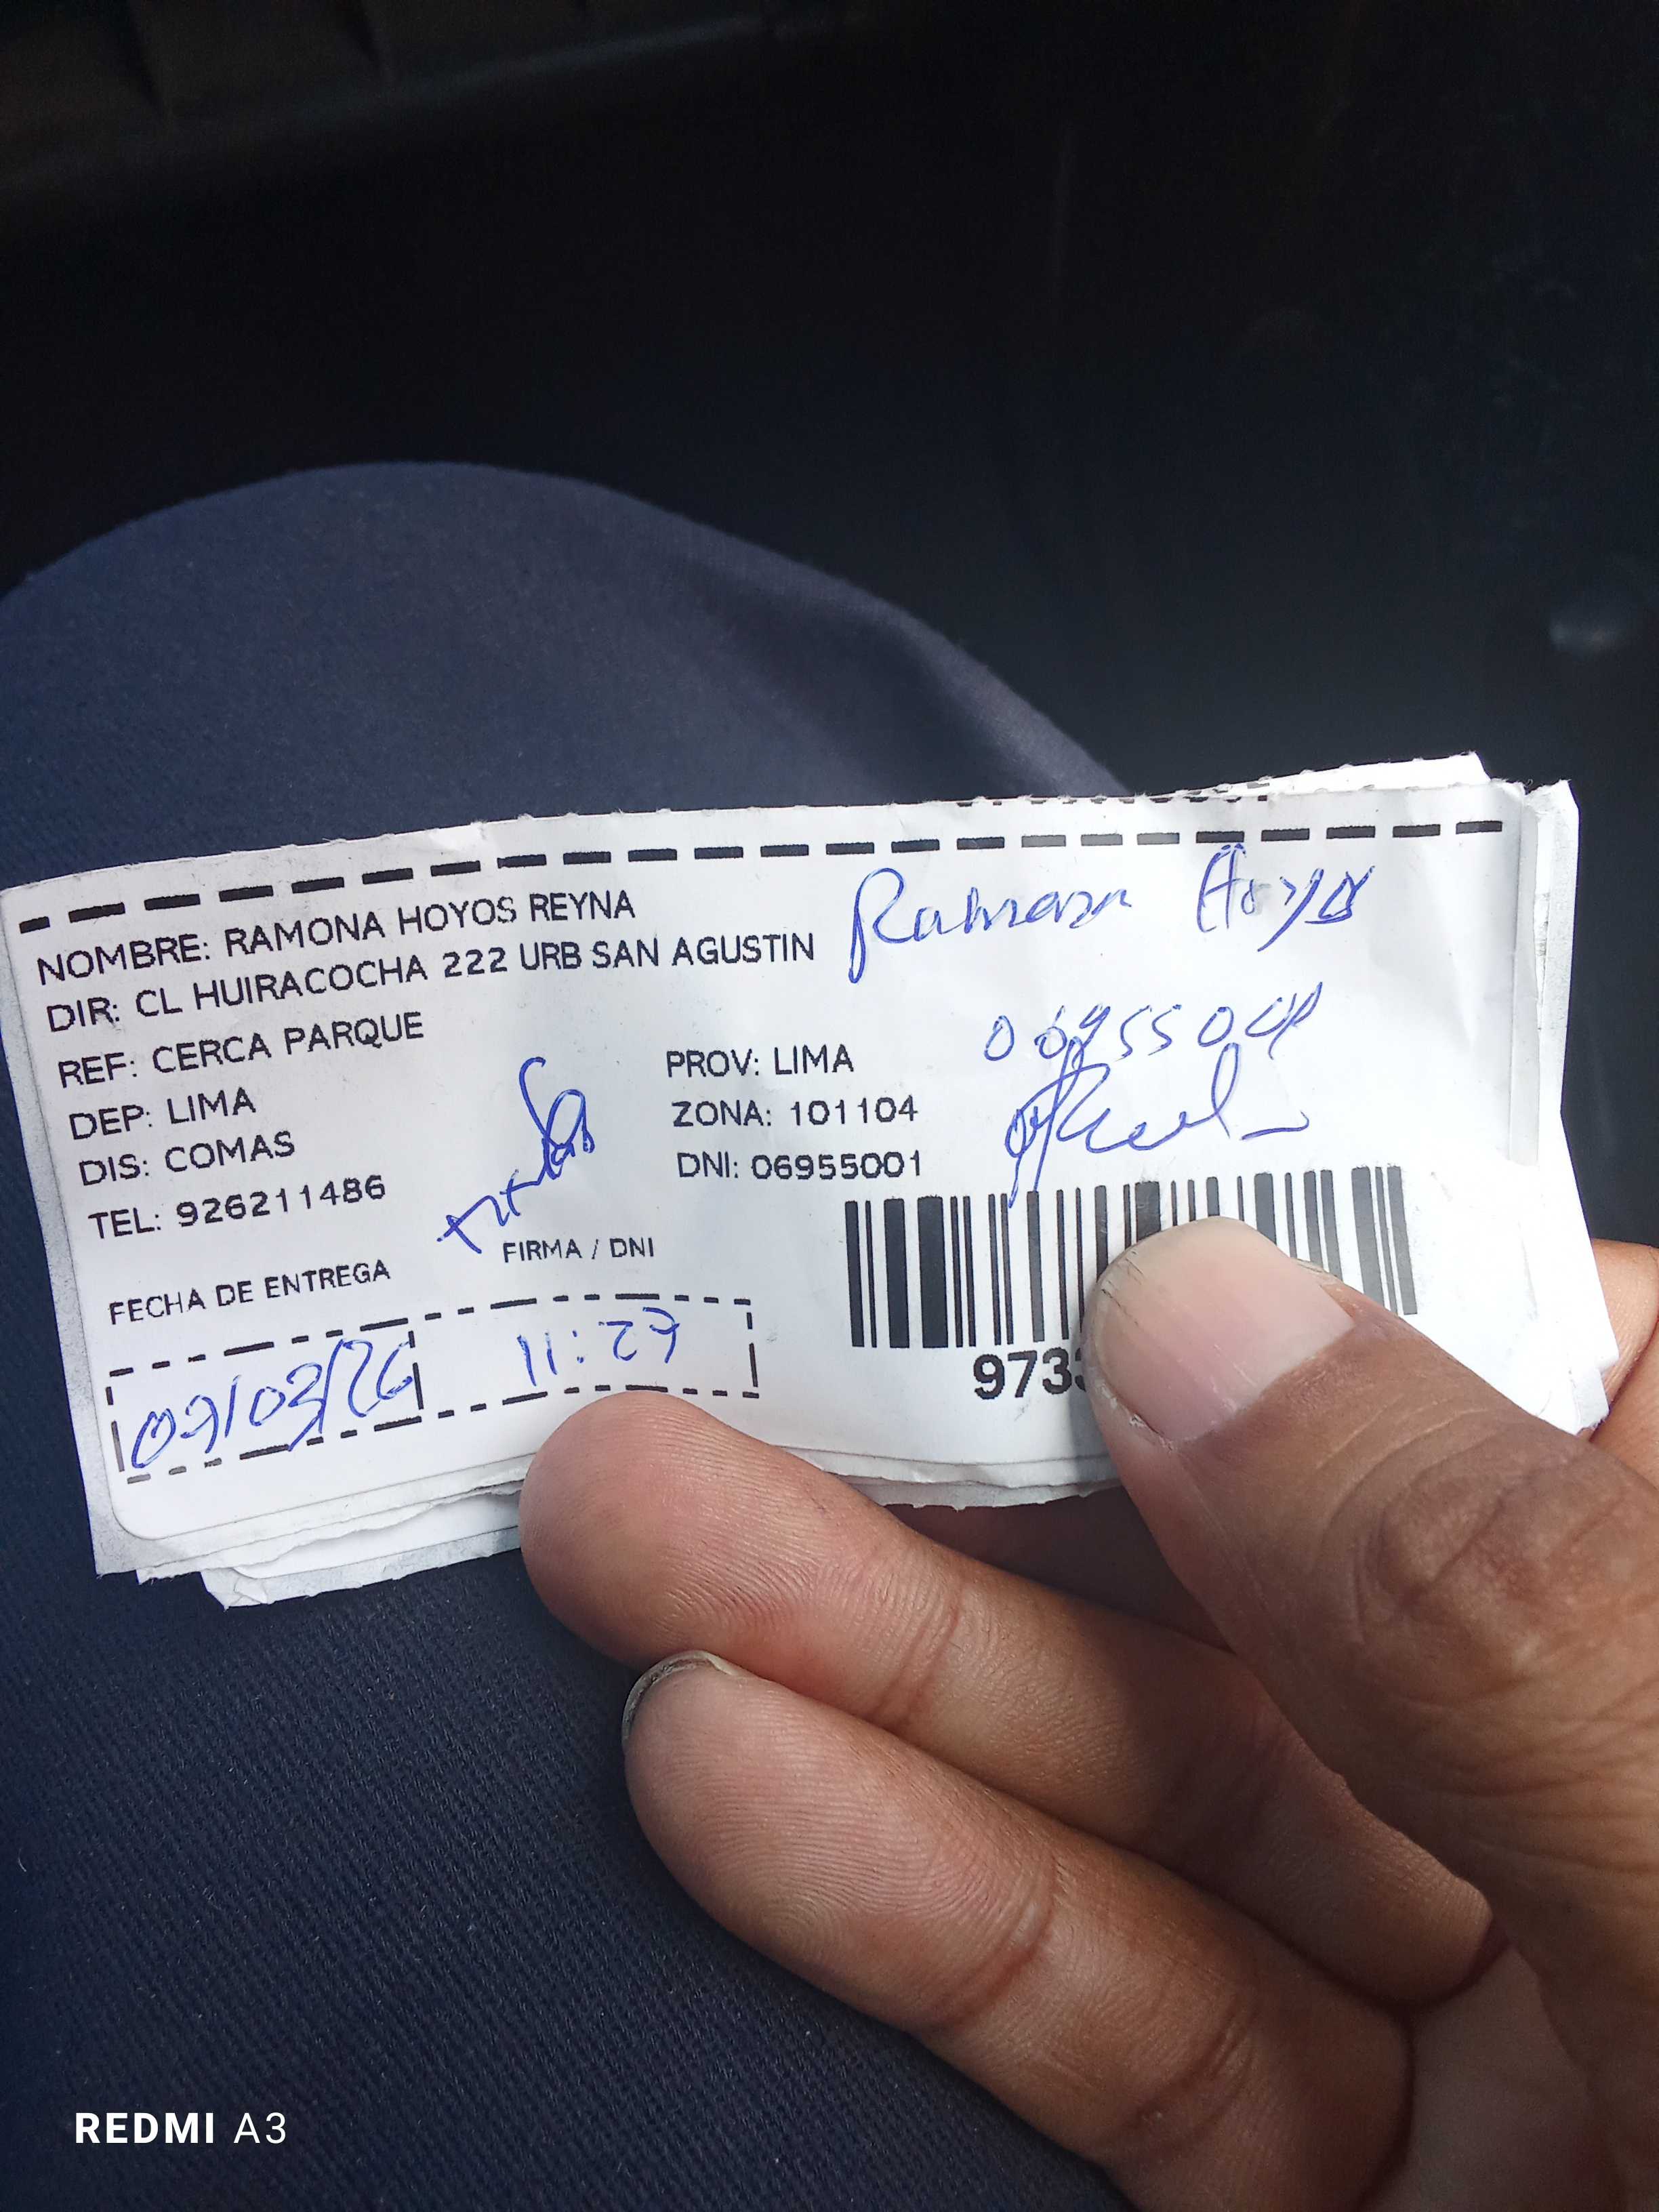 NOMBRE: RAMONA HOYOS REYNA
DIR: CL HUIRACOCHA 222 URB SAN AGUSTIN
REF: CERCA PARQUE
DEP: LIMA
PROV: LIMA
DIS: COMAS
ZONA: 101104
TEL: 926211486
DNI: 06955001
Ramona Hoyos
FECHA DE ENTREGA
FIRMA / DNI
09/03/26
11:27
973
REDMI A3